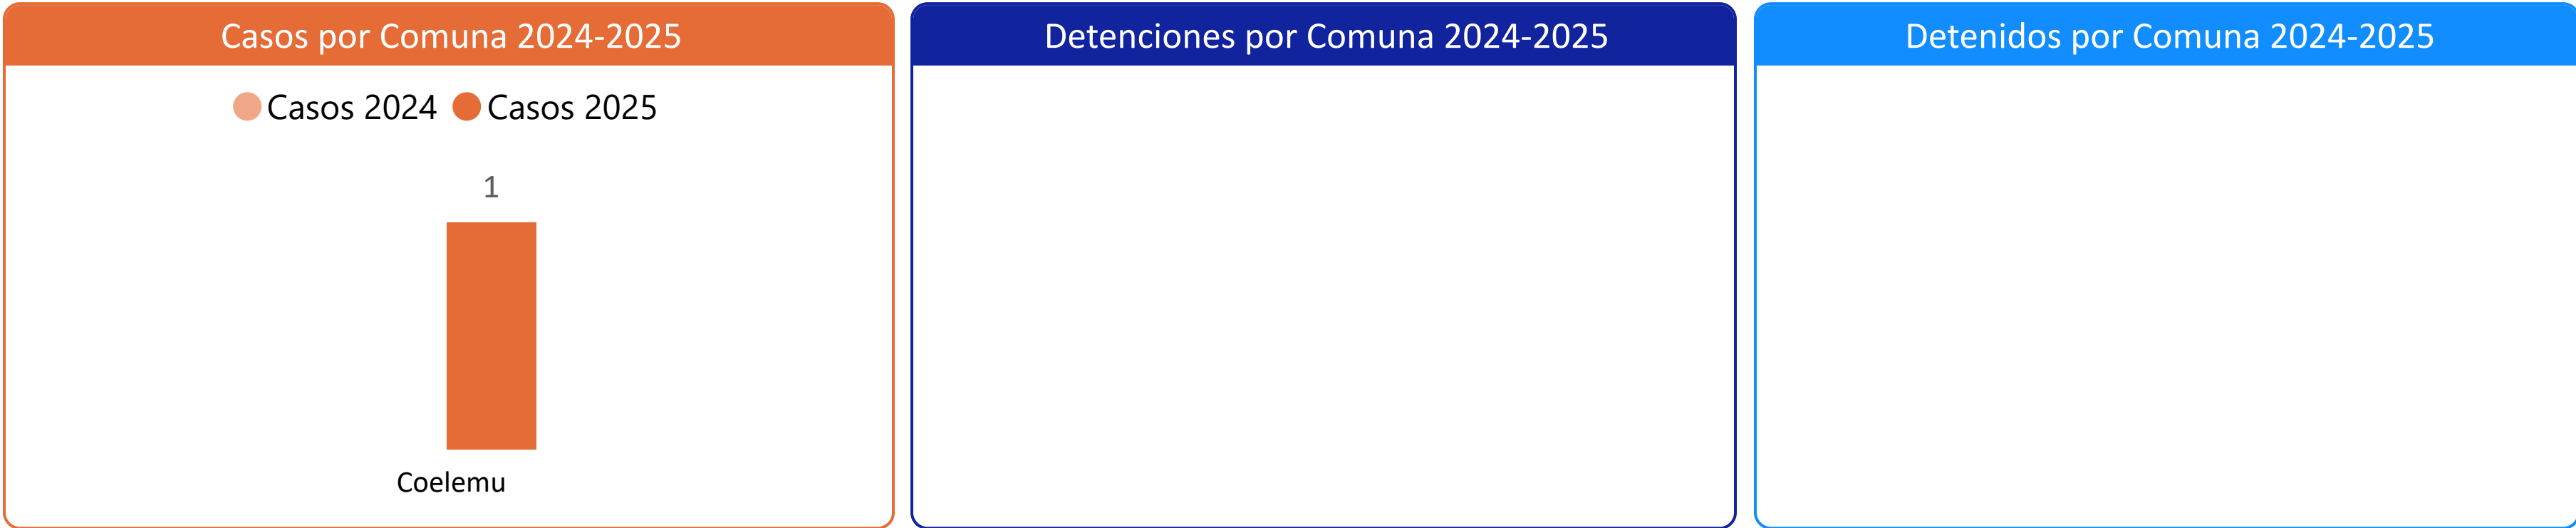 Casos por Comuna 2024-2025
Casos 2024 Casos 2025
1
Coelemu
Detenciones por Comuna 2024-2025
Detenidos por Comuna 2024-2025